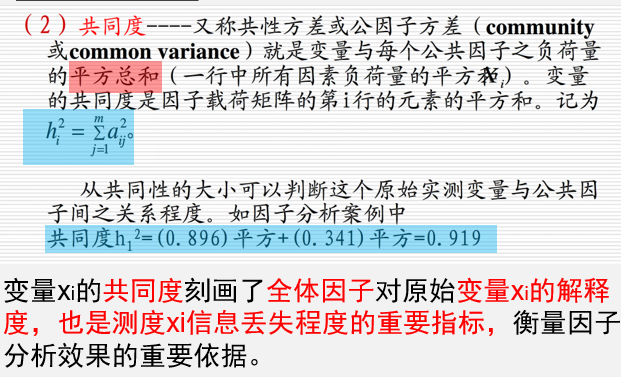 （2）共同度----又称共性方差或公因子方差（community
或common variance）就是变量与每个公共因子之负荷量
的平方总和（一行中所有因素负荷量的平方和）。变量 Xi
的共同度是因子载荷矩阵的第i行的元素的平方和。记为
h_i^2 = \sum_{j=1}^{m} a_{ij}^2。
从共同性的大小可以判断这个原始实测变量与公共因
子间之关系程度。如因子分析案例中
共同度h₁²=(0.896)平方+(0.341)平方=0.919
变量xi的共同度刻画了全体因子对原始变量xi的解释
度，也是测度xi信息丢失程度的重要指标，衡量因子
分析效果的重要依据。